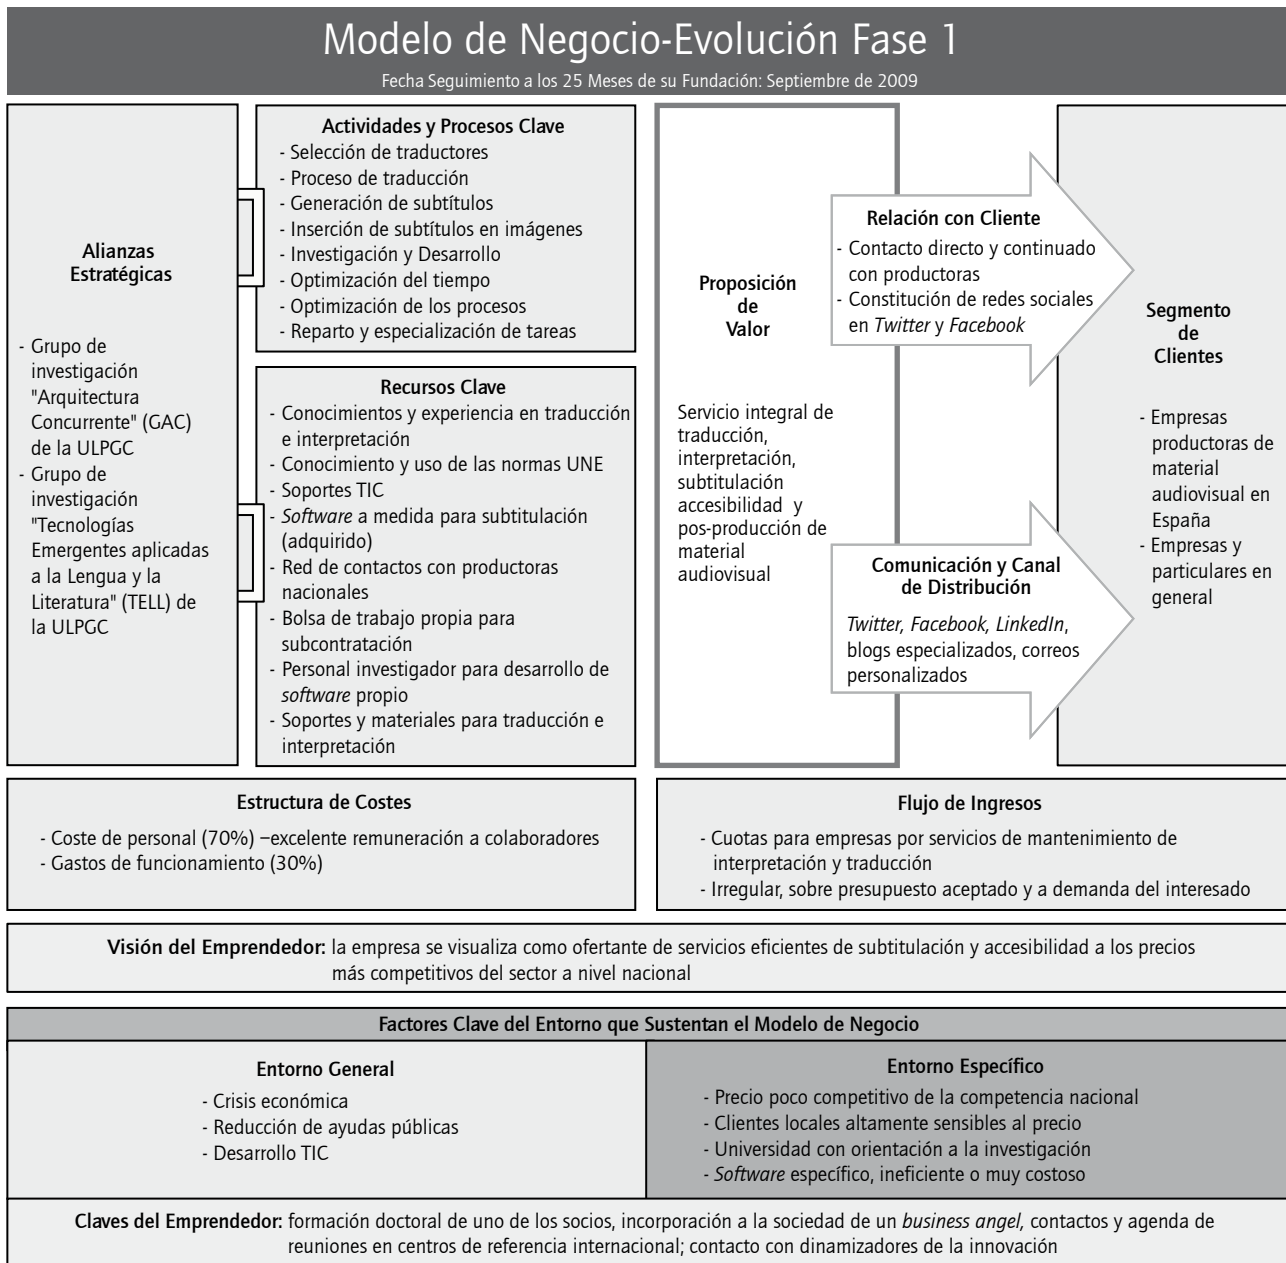 Modelo de Negocio-Evolución Fase 1
Fecha Seguimiento a los 25 Meses de su Fundación: Septiembre de 2009
Alianzas
Estratégicas
- Grupo de
investigación
"Arquitectura
Concurrente" (GAC)
de la ULPGC
- Grupo de
investigación
"Tecnologías
Emergentes aplicadas
a la Lengua y la
Literatura" (TELL) de
la ULPGC
Actividades y Procesos Clave
- Selección de traductores
- Proceso de traducción
- Generación de subtítulos
- Inserción de subtítulos en imágenes
- Investigación y Desarrollo
- Optimización del tiempo
- Optimización de los procesos
- Reparto y especialización de tareas
Recursos Clave
- Conocimientos y experiencia en traducción
e interpretación
- Conocimiento y uso de las normas UNE
- Soportes TIC
- Software a medida para subtitulación
(adquirido)
- Red de contactos con productoras
nacionales
- Bolsa de trabajo propia para
subcontratación
- Personal investigador para desarrollo de
software propio
- Soportes y materiales para traducción e
interpretación
Proposición
de
Valor
Servicio integral de
traducción,
interpretación,
subtitulación
accesibilidad y
pos-producción de
material
audiovisual
Relación con Cliente
- Contacto directo y continuado
con productoras
- Constitución de redes sociales
en Twitter y Facebook
Comunicación y Canal
de Distribución
Twitter, Facebook, LinkedIn,
blogs especializados, correos
personalizados
Segmento
de
Clientes
- Empresas
productoras de
material
audiovisual en
España
- Empresas y
particulares en
general
Estructura de Costes
- Coste de personal (70%) –excelente remuneración a colaboradores
- Gastos de funcionamiento (30%)
Flujo de Ingresos
- Cuotas para empresas por servicios de mantenimiento de
interpretación y traducción
- Irregular, sobre presupuesto aceptado y a demanda del interesado
Visión del Emprendedor: la empresa se visualiza como ofertante de servicios eficientes de subtitulación y accesibilidad a los precios
más competitivos del sector a nivel nacional
Factores Clave del Entorno que Sustentan el Modelo de Negocio
Entorno General
- Crisis económica
- Reducción de ayudas públicas
- Desarrollo TIC
Entorno Específico
- Precio poco competitivo de la competencia nacional
- Clientes locales altamente sensibles al precio
- Universidad con orientación a la investigación
- Software específico, ineficiente o muy costoso
Claves del Emprendedor: formación doctoral de uno de los socios, incorporación a la sociedad de un business angel, contactos y agenda de
reuniones en centros de referencia internacional; contacto con dinamizadores de la innovación